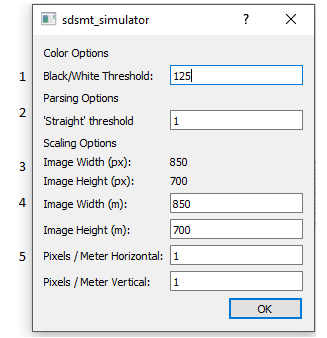 sdsmt_simulator ? ×
Color Options
1 Black/White Threshold: 125
Parsing Options
2 'Straight' threshold 1
Scaling Options
3 Image Width (px): 850
Image Height (px): 700
4 Image Width (m): 850
Image Height (m): 700
5 Pixels / Meter Horizontal: 1
Pixels / Meter Vertical: 1
OK